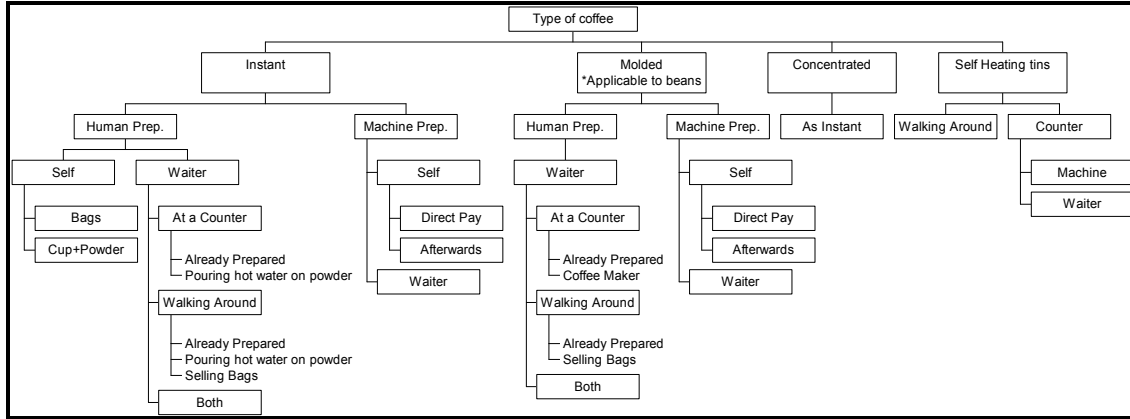 Type of coffee
Instant
Molded
*Applicable to beans
Concentrated
Self Heating tins
Human Prep.
Machine Prep.
Human Prep.
Machine Prep.
As Instant
Walking Around
Counter
Self
Waiter
Self
Waiter
Self
Machine
Waiter
Bags
Cup+Powder
At a Counter
Already Prepared
Pouring hot water on powder
Walking Around
Already Prepared
Pouring hot water on powder
Selling Bags
Both
Direct Pay
Afterwards
Waiter
At a Counter
Already Prepared
Coffee Maker
Walking Around
Already Prepared
Selling Bags
Both
Direct Pay
Afterwards
Waiter